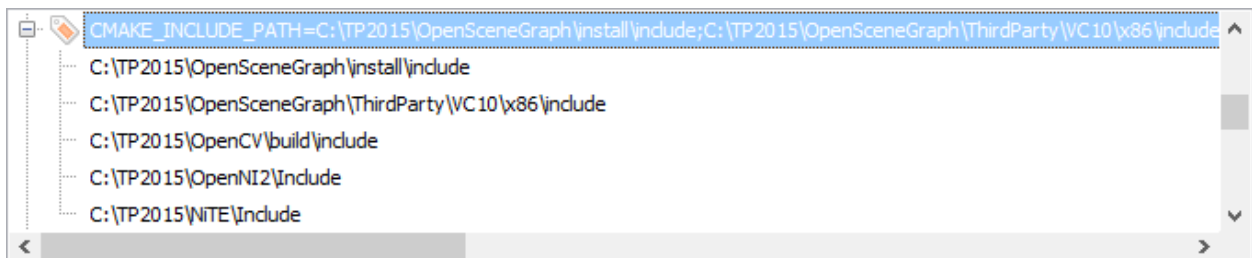 CMAKE_INCLUDE_PATH=C:\TP2015\OpenSceneGraph\install\include;C:\TP2015\OpenSceneGraph\ThirdParty\VC10\x86\include
C:\TP2015\OpenSceneGraph\install\include
C:\TP2015\OpenSceneGraph\ThirdParty\VC10\x86\include
C:\TP2015\OpenCV\build\include
C:\TP2015\OpenNI2\Include
C:\TP2015\NiTE\Include